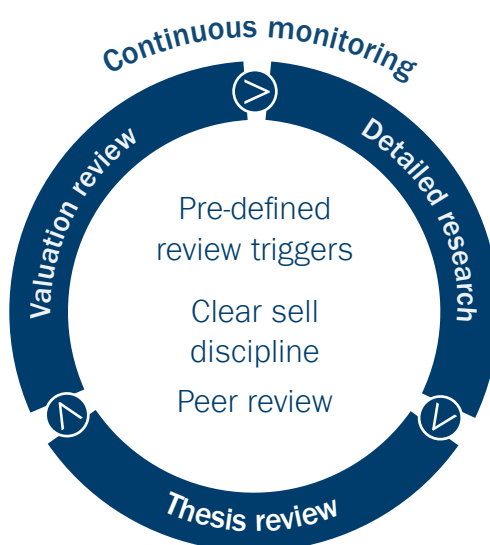 Continuous monitoring
Valuation review
Detailed research
Pre-defined
review triggers
Clear sell
discipline
Peer review
Thesis review